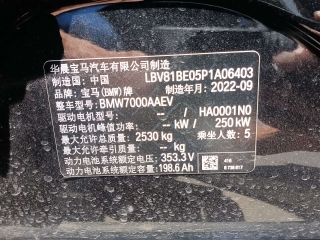 华晨宝马汽车有限公司制造
制造国：中国 LBV81BE05P1A06403
品牌：宝马(BMW)牌 制造年月：2022-09
整车型号：BMW7000AAEV
驱动电机型号：-- / HA0001N0
驱动电机峰值功率：-- kW / 250 kW
最大允许总质量：2530 kg 乘坐人数：5
最大允许牵引质量：-- kg
动力电池系统额定电压：353.3 V
动力电池系统额定容量：198.6 Ah